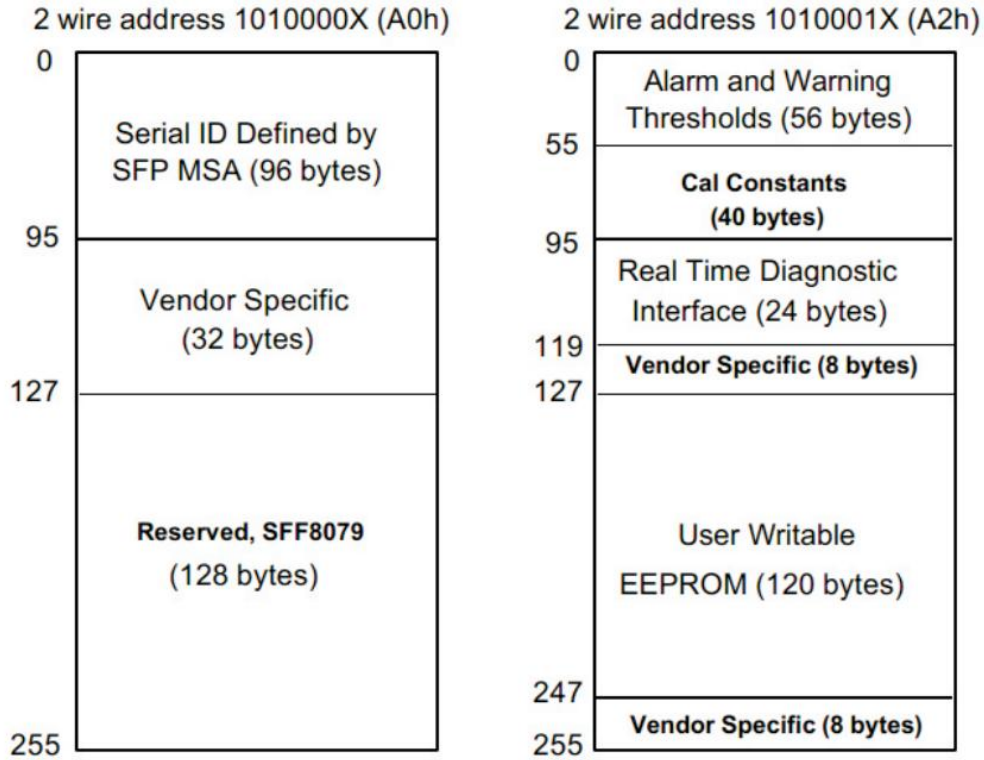 2 wire address 1010000X (A0h)
0
Serial ID Defined by
SFP MSA (96 bytes)
95
Vendor Specific
(32 bytes)
127
Reserved, SFF8079
(128 bytes)
255
2 wire address 1010001X (A2h)
0
Alarm and Warning
Thresholds (56 bytes)
55
Cal Constants
(40 bytes)
95
Real Time Diagnostic
Interface (24 bytes)
119
Vendor Specific (8 bytes)
127
User Writable
EEPROM (120 bytes)
247
Vendor Specific (8 bytes)
255